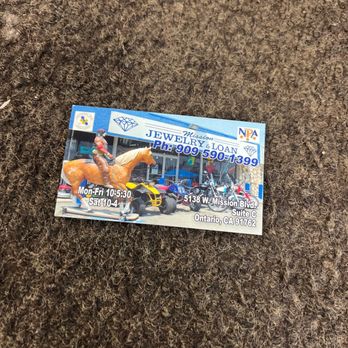 NPA
Mission
JEWELRY & LOAN
Ph: 909 590-1399
Mon-Fri 10-5:30
Sat 10-4
5138 W. Mission Blvd.
Suite C
Ontario, CA 91762